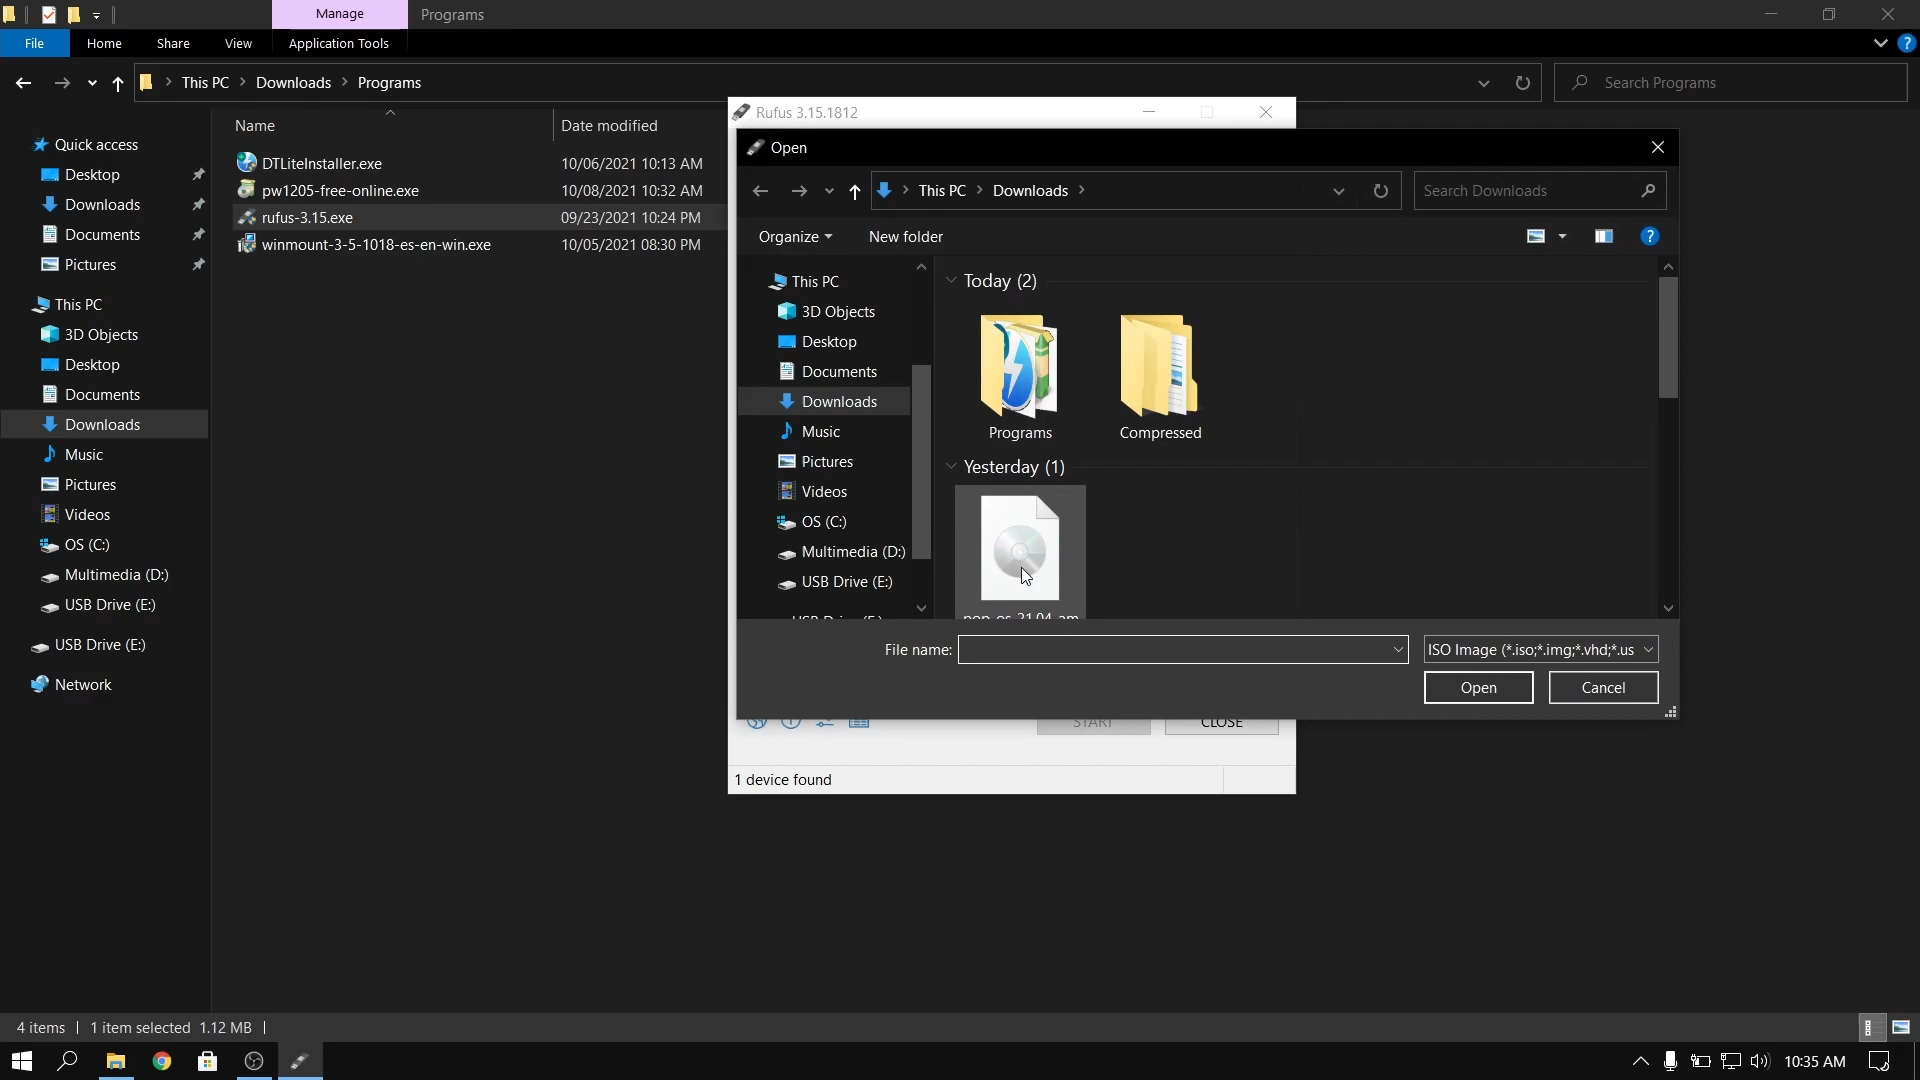 Manage
Programs
File
Home
Share
View
Application Tools
This PC
Downloads
Programs
Search Programs
Name
Date modified
DTLiteInstaller.exe
10/06/2021 10:13 AM
pw1205-free-online.exe
10/08/2021 10:32 AM
rufus-3.15.exe
09/23/2021 10:24 PM
winmount-3-5-1018-es-en-win.exe
10/05/2021 08:30 PM
Quick access
Desktop
Downloads
Documents
Pictures
This PC
3D Objects
Desktop
Documents
Downloads
Music
Pictures
Videos
OS (C:)
Multimedia (D:)
USB Drive (E:)
USB Drive (E:)
Network
Rufus 3.15.1812
Open
This PC
Downloads
Search Downloads
Organize
New folder
This PC
3D Objects
Desktop
Documents
Downloads
Music
Pictures
Videos
OS (C:)
Multimedia (D:)
USB Drive (E:)
USB Drive (E:)
Today (2)
Programs
Compressed
Yesterday (1)
pop-os_21.04_am
File name:
ISO Image (*.iso;*.img;*.vhd;*.us
Open
Cancel
START
CLOSE
1 device found
4 items
1 item selected 1.12 MB
10:35 AM